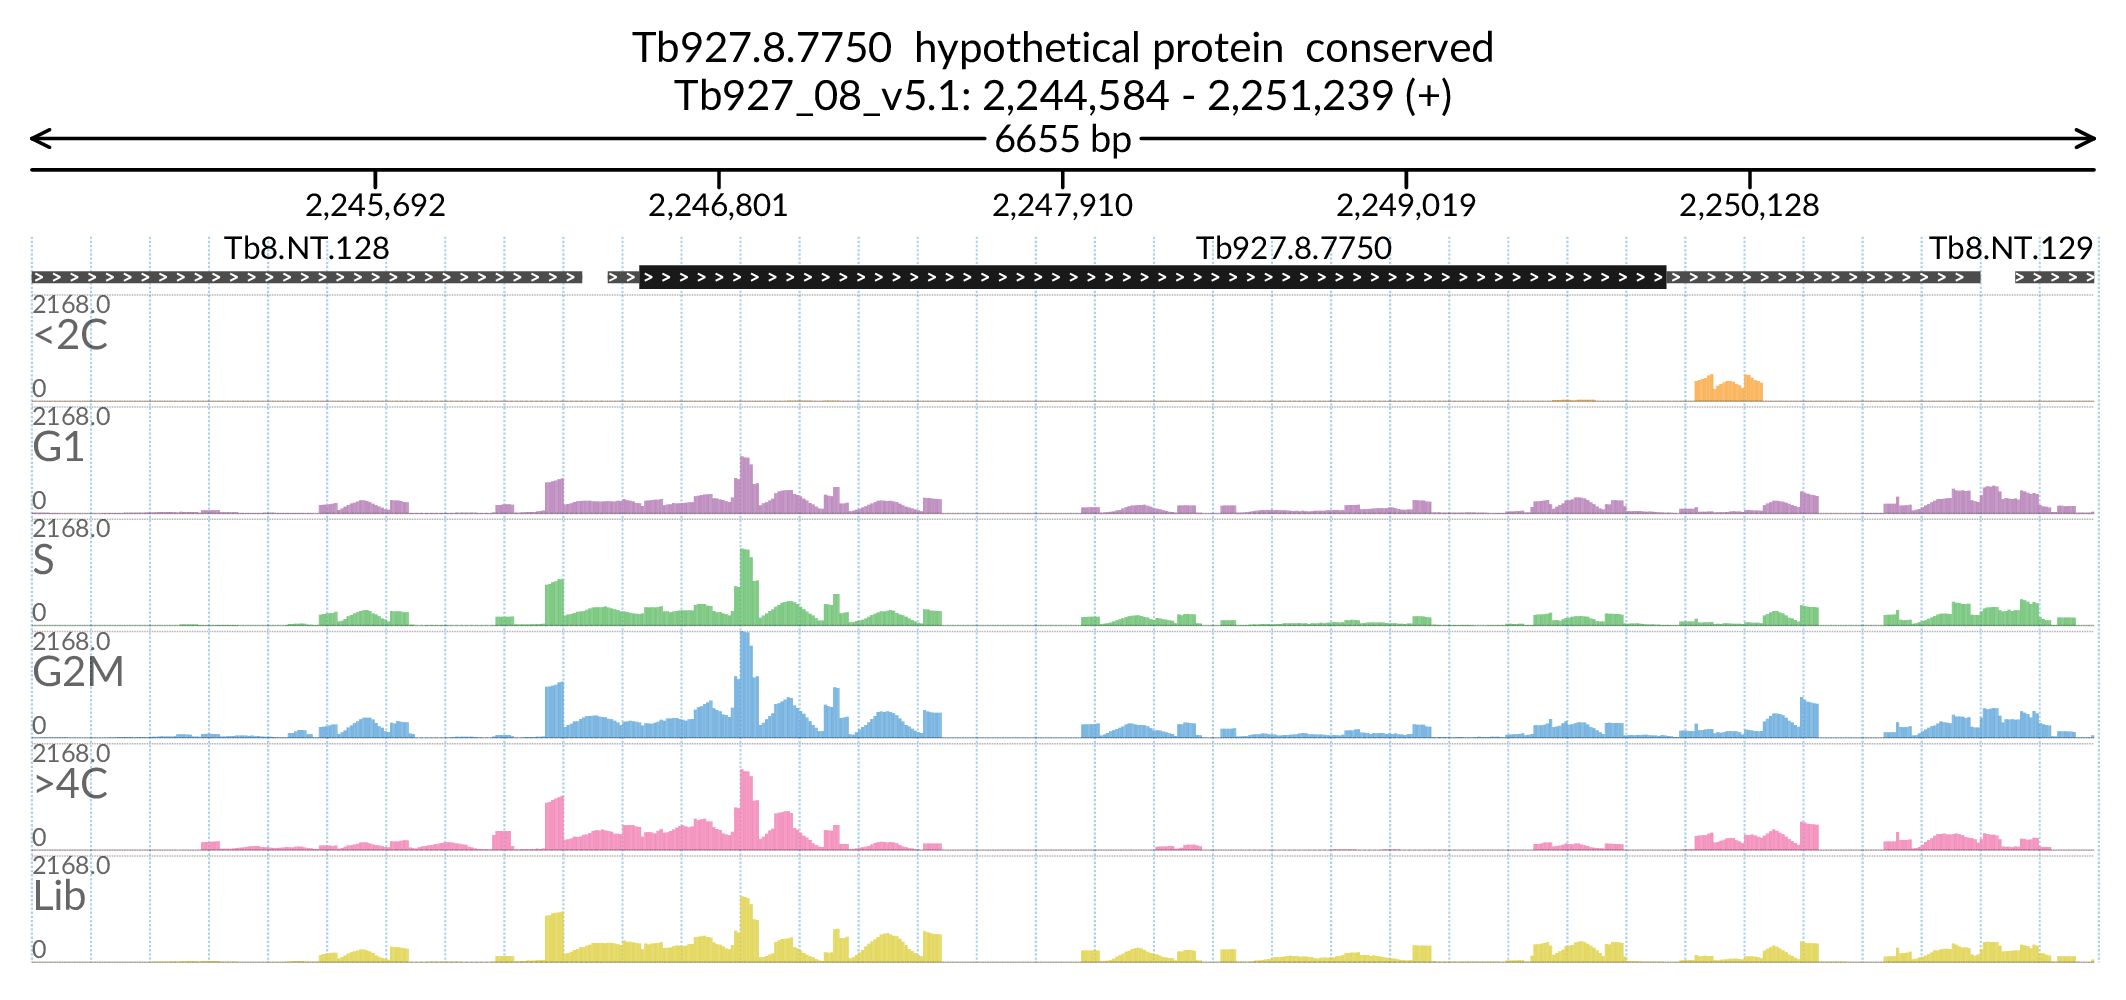 Tb927.8.7750  hypothetical protein  conserved
Tb927_08_v5.1: 2,244,584 - 2,251,239 (+)
6655 bp
2,245,692 2,246,801 2,247,910 2,249,019 2,250,128
Tb8.NT.128 Tb927.8.7750 Tb8.NT.129
2168.0
<2C
0
2168.0
G1
0
2168.0
S
0
2168.0
G2M
0
2168.0
>4C
0
2168.0
Lib
0